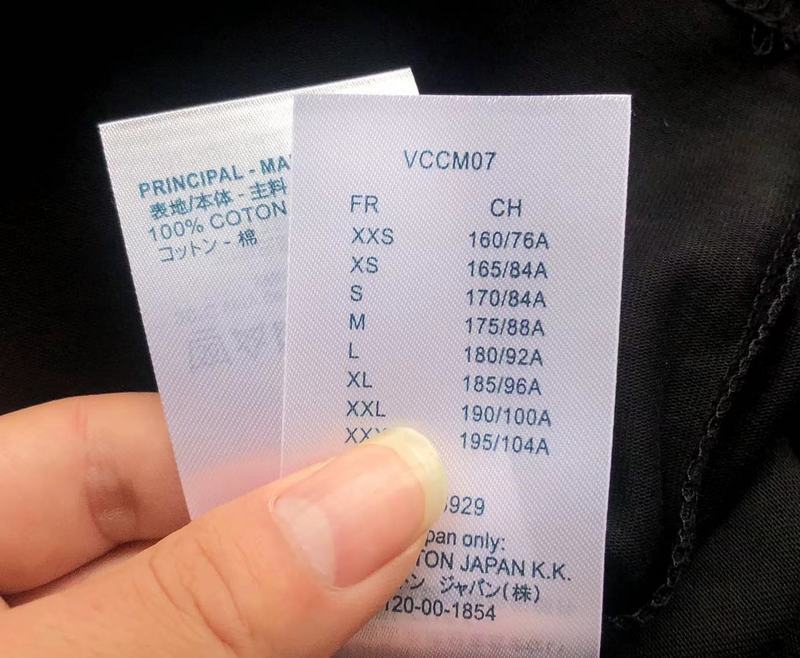 PRINCIPAL - MA
表地/本体 - 主料
100% COTON
コットン - 棉
VCCM07
FR CH
XXS 160/76A
XS 165/84A
S 170/84A
M 175/88A
L 180/92A
XL 185/96A
XXL 190/100A
XXX 195/104A
929
pan only:
TON JAPAN K.K.
ン ジャパン(株)
120-00-1854